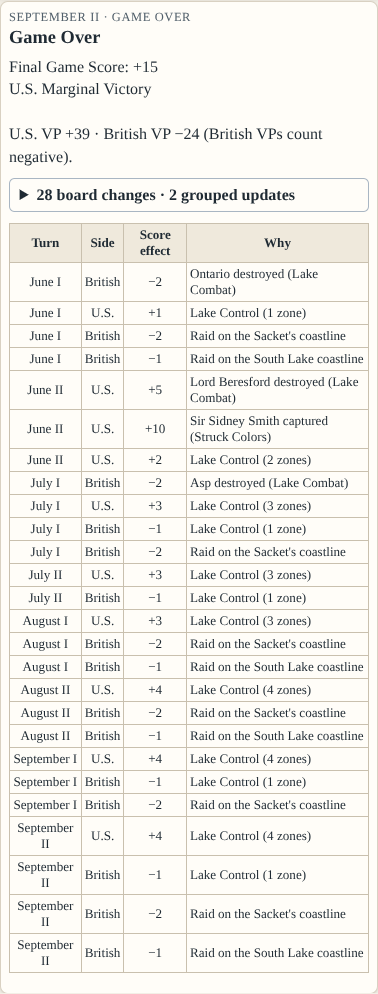 SEPTEMBER II · GAME OVER
Game Over
Final Game Score: +15
U.S. Marginal Victory
U.S. VP +39 · British VP −24 (British VPs count
negative).
▶ 28 board changes · 2 grouped updates
Turn Side Score effect Why
June I British −2 Ontario destroyed (Lake Combat)
June I U.S. +1 Lake Control (1 zone)
June I British −2 Raid on the Sacket's coastline
June I British −1 Raid on the South Lake coastline
June II U.S. +5 Lord Beresford destroyed (Lake Combat)
June II U.S. +10 Sir Sidney Smith captured (Struck Colors)
June II U.S. +2 Lake Control (2 zones)
July I British −2 Asp destroyed (Lake Combat)
July I U.S. +3 Lake Control (3 zones)
July I British −1 Lake Control (1 zone)
July I British −2 Raid on the Sacket's coastline
July II U.S. +3 Lake Control (3 zones)
July II British −1 Lake Control (1 zone)
August I U.S. +3 Lake Control (3 zones)
August I British −2 Raid on the Sacket's coastline
August I British −1 Raid on the South Lake coastline
August II U.S. +4 Lake Control (4 zones)
August II British −2 Raid on the Sacket's coastline
August II British −1 Raid on the South Lake coastline
September I U.S. +4 Lake Control (4 zones)
September I British −1 Lake Control (1 zone)
September I British −2 Raid on the Sacket's coastline
September II U.S. +4 Lake Control (4 zones)
September II British −1 Lake Control (1 zone)
September II British −2 Raid on the Sacket's coastline
September II British −1 Raid on the South Lake coastline